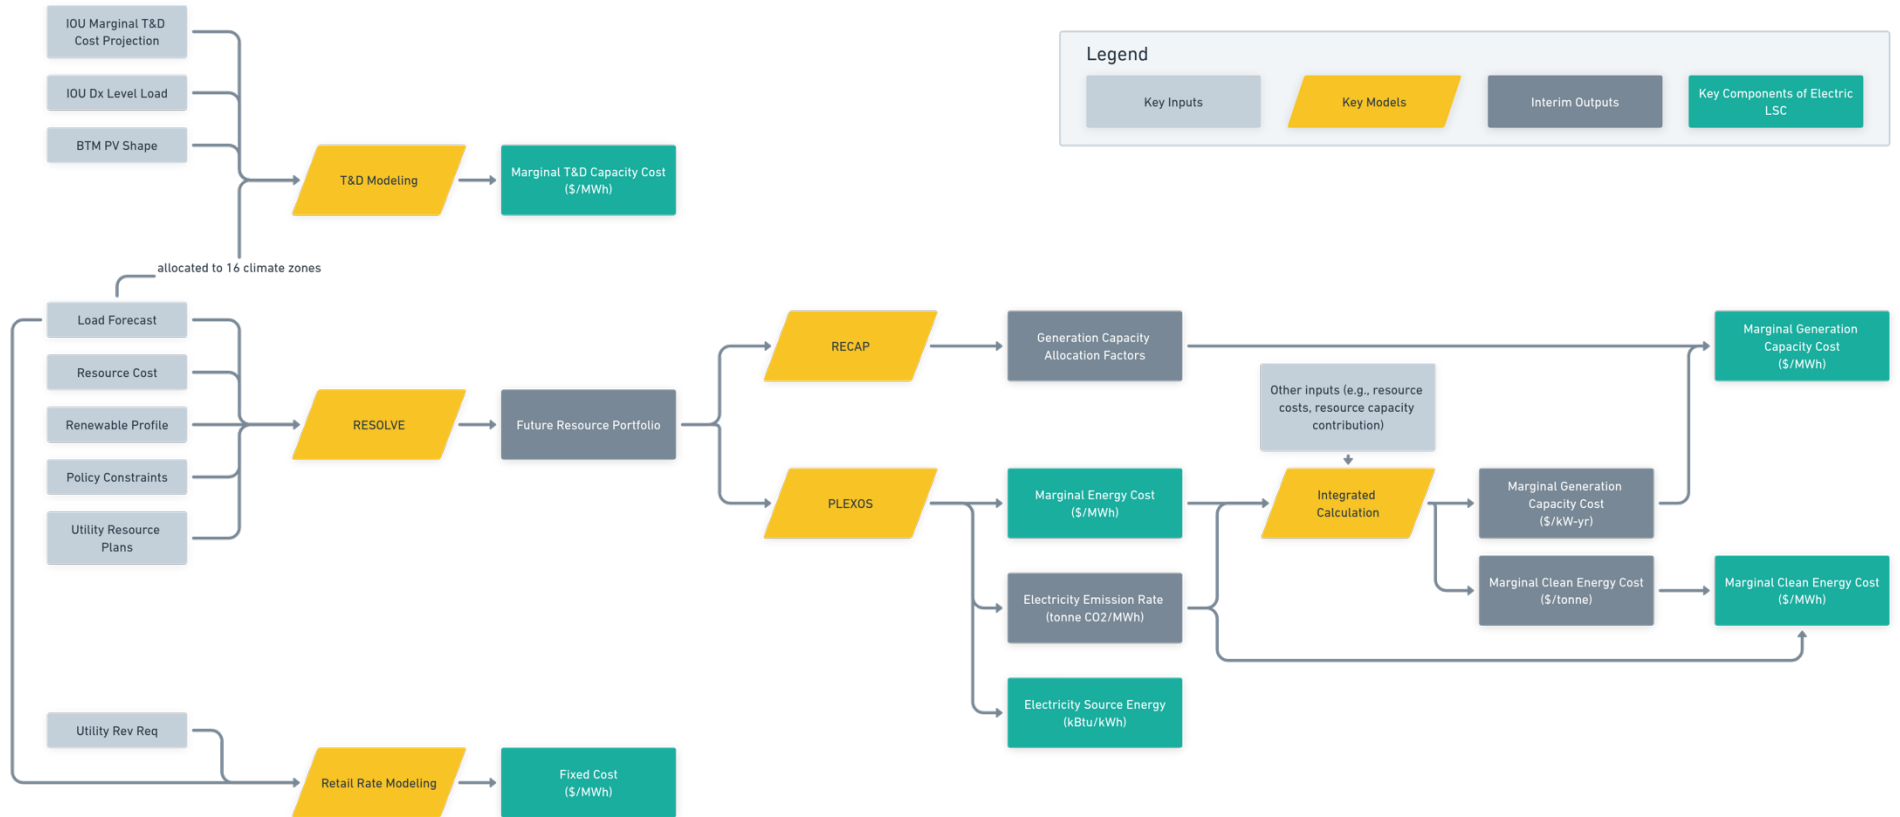 IOU Marginal T&D
Cost Projection
IOU Dx Level Load
BTM PV Shape
T&D Modeling
Marginal T&D Capacity Cost
($/MWh)
Legend
Key Inputs
Key Models
Interim Outputs
Key Components of Electric
LSC
allocated to 16 climate zones
Load Forecast
Resource Cost
Renewable Profile
Policy Constraints
Utility Resource
Plans
RESOLVE
Future Resource Portfolio
RECAP
Generation Capacity
Allocation Factors
Marginal Generation
Capacity Cost
($/MWh)
Other inputs (e.g., resource
costs, resource capacity
contribution)
PLEXOS
Marginal Energy Cost
($/MWh)
Integrated
Calculation
Marginal Generation
Capacity Cost
($/kW-yr)
Electricity Emission Rate
(tonne CO2/MWh)
Marginal Clean Energy Cost
($/tonne)
Marginal Clean Energy Cost
($/MWh)
Electricity Source Energy
(kBtu/kWh)
Utility Rev Req
Retail Rate Modeling
Fixed Cost
($/MWh)